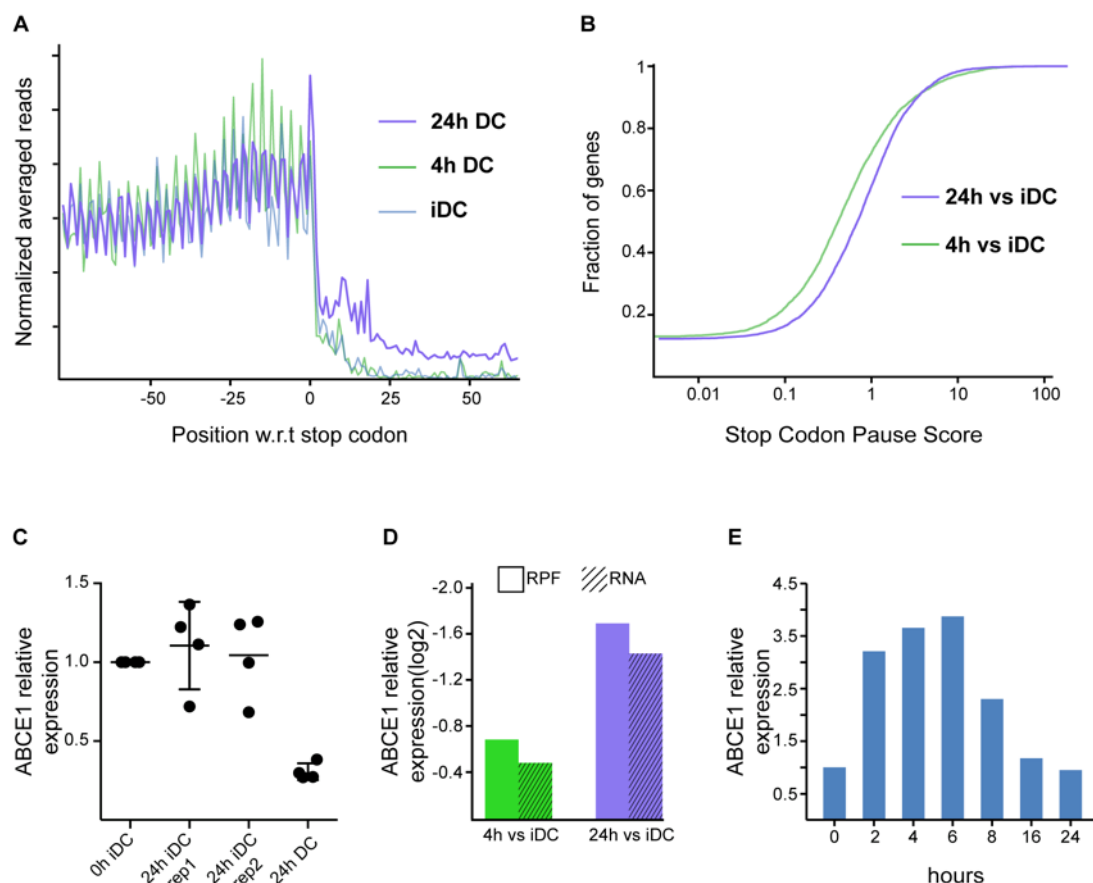 A
Normalized averaged reads
24h DC
4h DC
iDC
-50
-25
0
25
50
Position w.r.t stop codon
B
Fraction of genes
1
0.8
0.6
0.4
0.2
24h vs iDC
4h vs iDC
0.01
0.1
1
10
100
Stop Codon Pause Score
C
ABCE1 relative
expression
1.5
1.0
0.5
0h iDC
24h iDC
rep1
24h iDC
rep2
24h DC
D
ABCE1 relative
expression(log2)
RPF
RNA
-2.0
-1.6
-1.2
-0.8
-0.4
4h vs iDC
24h vs iDC
E
ABCE1 relative
expression
4.5
3.5
2.5
1.5
0.5
0
2
4
6
8
16
24
hours